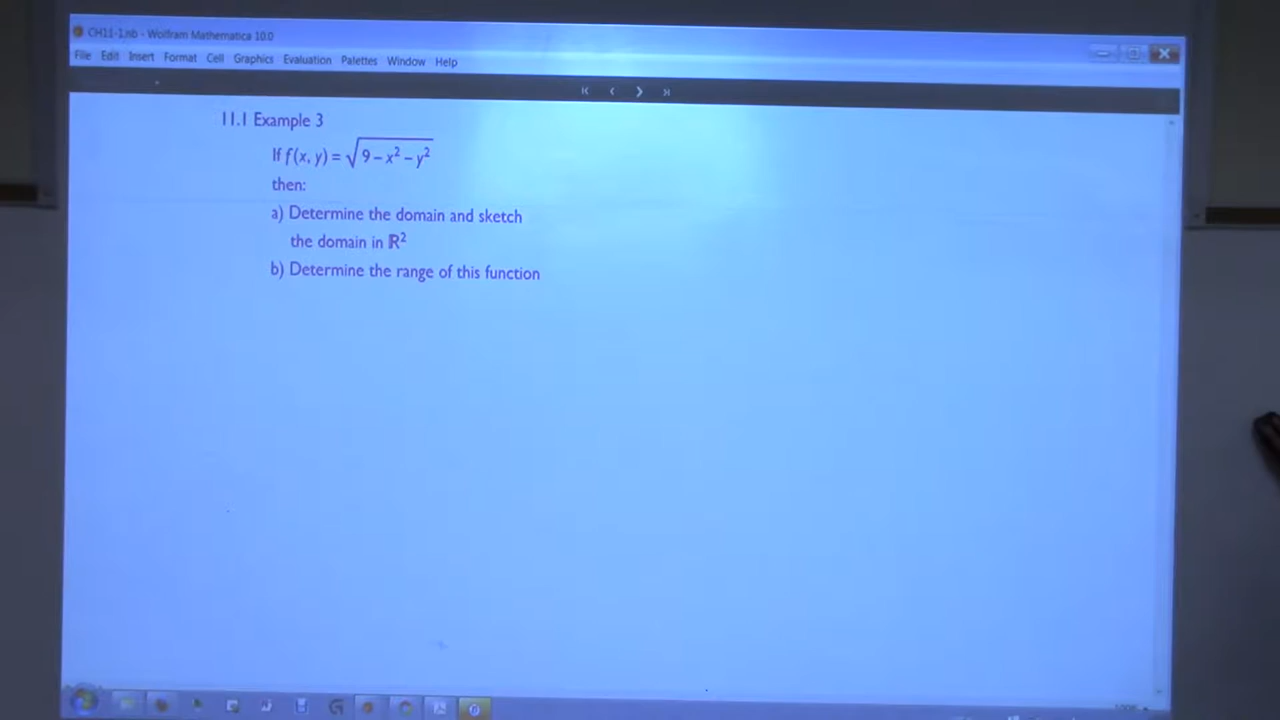 CH11-1.nb - Wolfram Mathematica 10.0
File Edit Insert Format Cell Graphics Evaluation Palettes Window Help
11.1 Example 3
If f(x, y) = √(9 − x² − y²)
then:
a) Determine the domain and sketch
the domain in ℝ²
b) Determine the range of this function